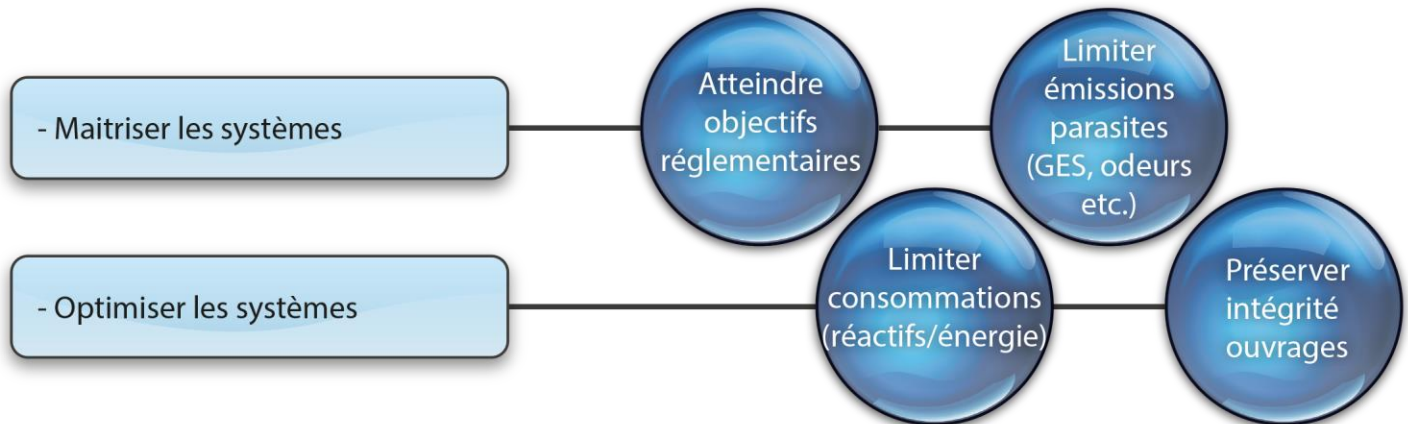 - Maitriser les systèmes
Atteindre
objectifs
réglementaires
Limiter
émissions
parasites
(GES, odeurs
etc.)
- Optimiser les systèmes
Limiter
consommations
(réactifs/énergie)
Préserver
intégrité
ouvrages